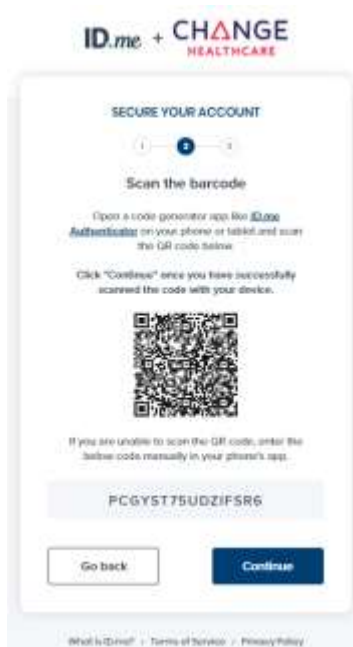 ID.me + CHANGE
HEALTHCARE
SECURE YOUR ACCOUNT
1 2 3
Scan the barcode
Open a code generator app like ID.me
Authenticator on your phone or tablet and scan
the QR code below
Click "Continue" once you have successfully
scanned the code with your device.
If you are unable to scan the QR code, enter the
below code manually in your phone's app.
PCGYST75UDZIFSR6
Go back Continue
What is ID.me? Terms of Service Privacy Policy